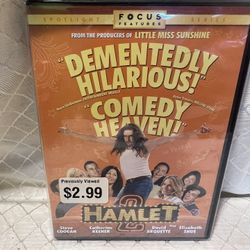 SPOTLIGHT FOCUS FEATURES SERIES
FROM THE PRODUCERS OF LITTLE MISS SUNSHINE
"DEMENTEDLY
HILARIOUS!"
"COMEDY
HEAVEN!"
Previously Viewed
$2.99
HAMLET
2
Steve COOGAN Catherine KEENER David ARQUETTE Elisabeth SHUE